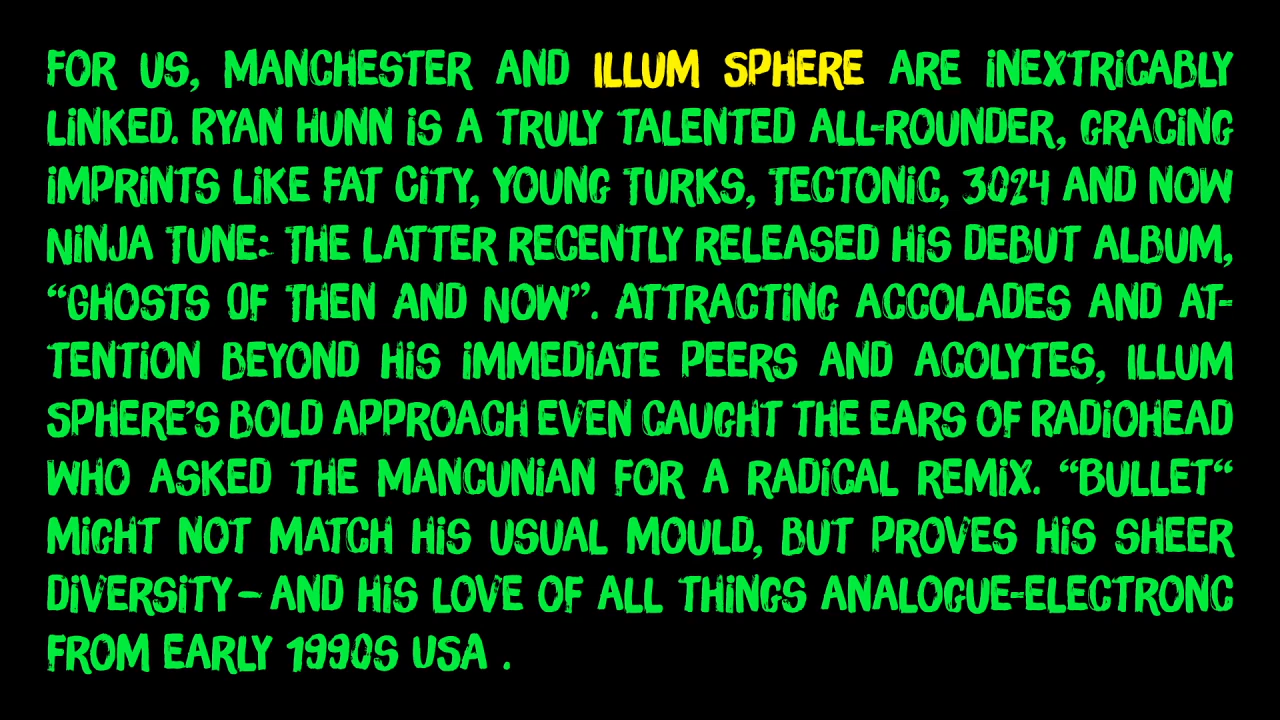 FOR US, MANCHESTER AND ILLUM SPHERE ARE INEXTRICABLY
LINKED. RYAN HUNN IS A TRULY TALENTED ALL-ROUNDER, GRACING
IMPRINTS LIKE FAT CITY, YOUNG TURKS, TECTONIC, 3024 AND NOW
NINJA TUNE: THE LATTER RECENTLY RELEASED HIS DEBUT ALBUM,
“GHOSTS OF THEN AND NOW”. ATTRACTING ACCOLADES AND AT-
TENTION BEYOND HIS IMMEDIATE PEERS AND ACOLYTES, ILLUM
SPHERE’S BOLD APPROACH EVEN CAUGHT THE EARS OF RADIOHEAD
WHO ASKED THE MANCUNIAN FOR A RADICAL REMIX. “BULLET“
MIGHT NOT MATCH HIS USUAL MOULD, BUT PROVES HIS SHEER
DIVERSITY – AND HIS LOVE OF ALL THINGS ANALOGUE-ELECTRONC
FROM EARLY 1990S USA .